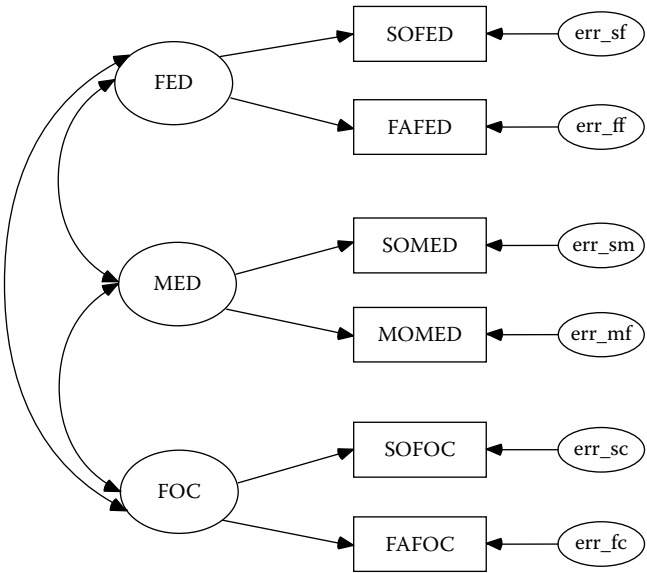 SOFED
err_sf
FED
FAFED
err_ff
SOMED
err_sm
MED
MOMED
err_mf
SOFOC
err_sc
FOC
FAFOC
err_fc